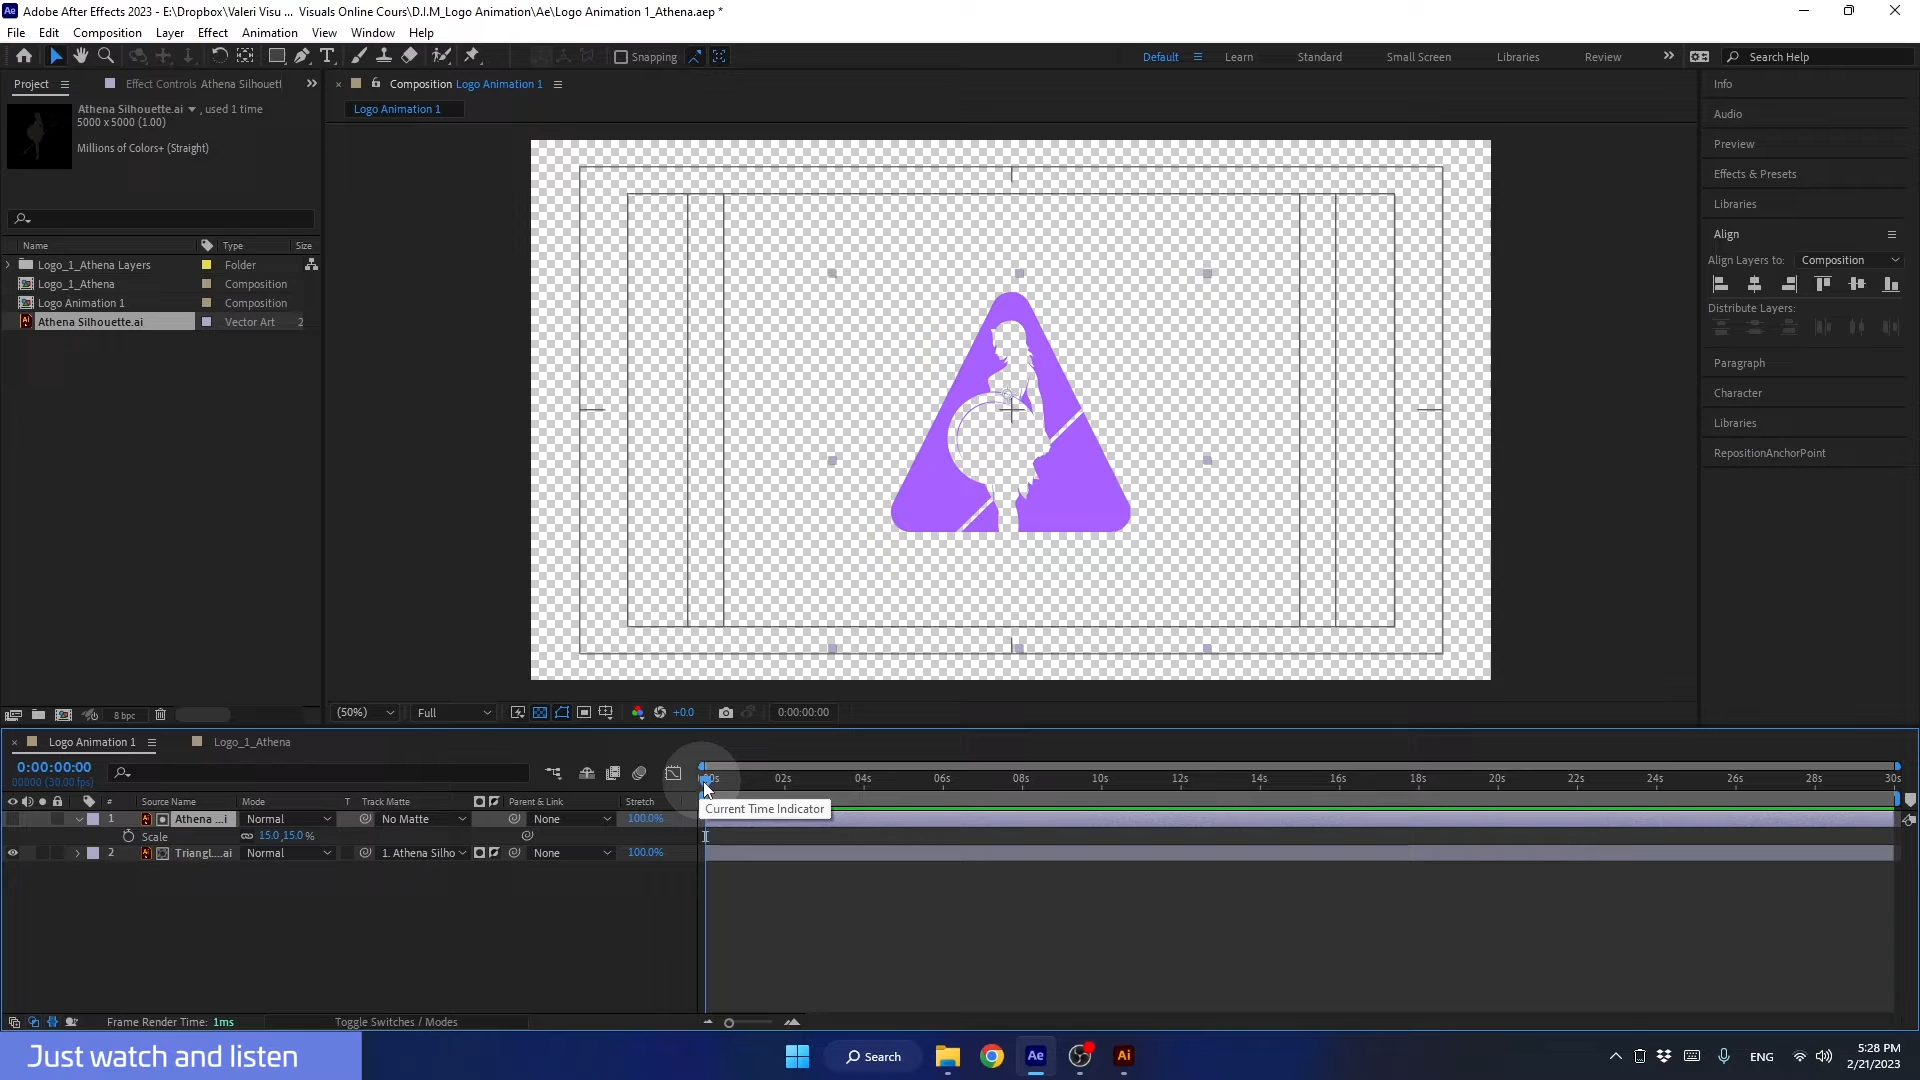 Adobe After Effects 2023 - E:\Dropbox\Valeri Visu ... Visuals Online Cours\D.I.M_Logo Animation\Ae\Logo Animation 1_Athena.aep *
File Edit Composition Layer Effect Animation View Window Help
Snapping
Default Learn Standard Small Screen Libraries Review Search Help
Project Effect Controls Athena Silhouett
Composition Logo Animation 1
Logo Animation 1
Athena Silhouette.ai , used 1 time
5000 x 5000 (1.00)
Millions of Colors+ (Straight)
Name Type Size
Logo_1_Athena Layers Folder
Logo_1_Athena Composition
Logo Animation 1 Composition
Athena Silhouette.ai Vector Art 2
8 bpc
Info
Audio
Preview
Effects & Presets
Libraries
Align
Align Layers to: Composition
Distribute Layers:
Paragraph
Character
Libraries
RepositionAnchorPoint
(50%) Full +0.0 0:00:00:00
Logo Animation 1 Logo_1_Athena
0:00:00:00
00000 (30.00 fps)
00s 02s 04s 06s 08s 10s 12s 14s 16s 18s 20s 22s 24s 26s 28s 30s
# Source Name Mode T Track Matte Parent & Link Stretch
Current Time Indicator
1 Athena ...i Normal No Matte None 100.0%
Scale 15.0,15.0 %
2 Triangl....ai Normal 1. Athena Silho None 100.0%
Frame Render Time: 1ms Toggle Switches / Modes
Just watch and listen
Search
Ae Ai
ENG
5:28 PM
2/21/2023